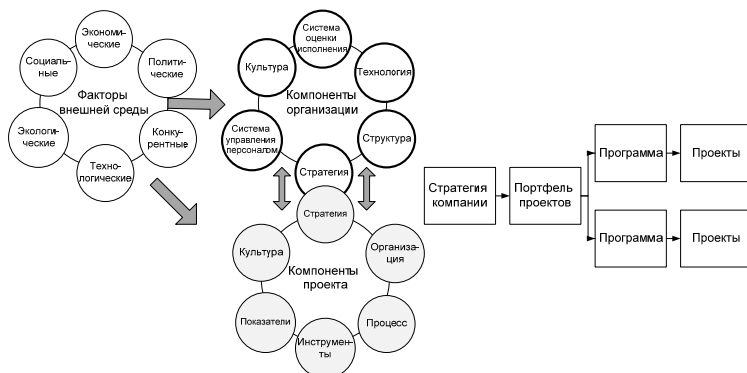 Экономи-
ческие
Социаль-
ные
Полити-
ческие
Факторы
внешней среды
Экологи-
ческие
Конку-
рентные
Техно-
логические
Система
оценки
исполнения
Культура
Технология
Компоненты
организации
Система
управления
персоналом
Структура
Стратегия
Стратегия
Культура
Организа-
ция
Компоненты
проекта
Показатели
Процесс
Инструмен-
ты
Стратегия
компании
Портфель
проектов
Программа
Проекты
Программа
Проекты